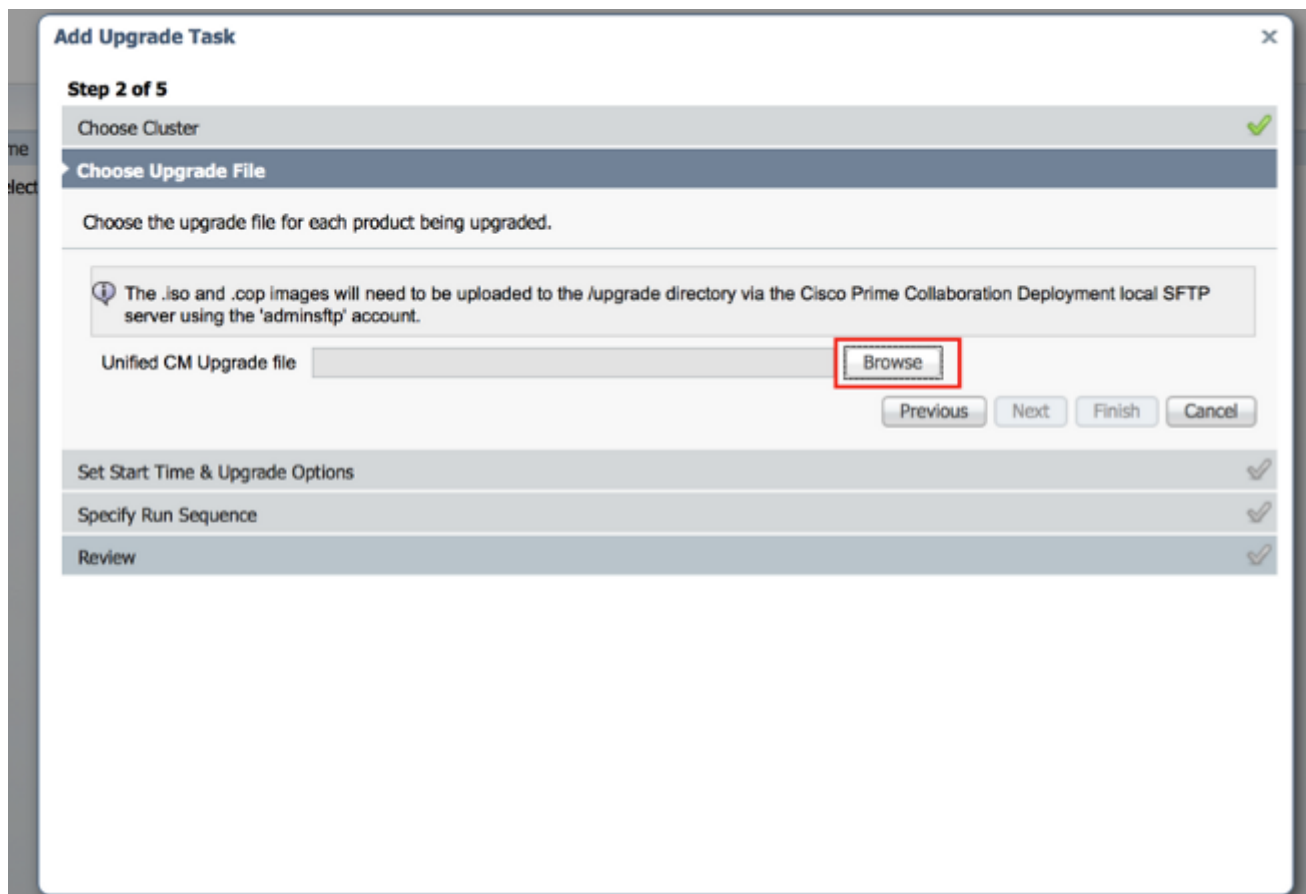 Add Upgrade Task
Step 2 of 5
Choose Cluster
me
Choose Upgrade File
elect
Choose the upgrade file for each product being upgraded.
The .iso and .cop images will need to be uploaded to the /upgrade directory via the Cisco Prime Collaboration Deployment local SFTP
server using the 'adminsftp' account.
Unified CM Upgrade file Browse
Previous Next Finish Cancel
Set Start Time & Upgrade Options
Specify Run Sequence
Review